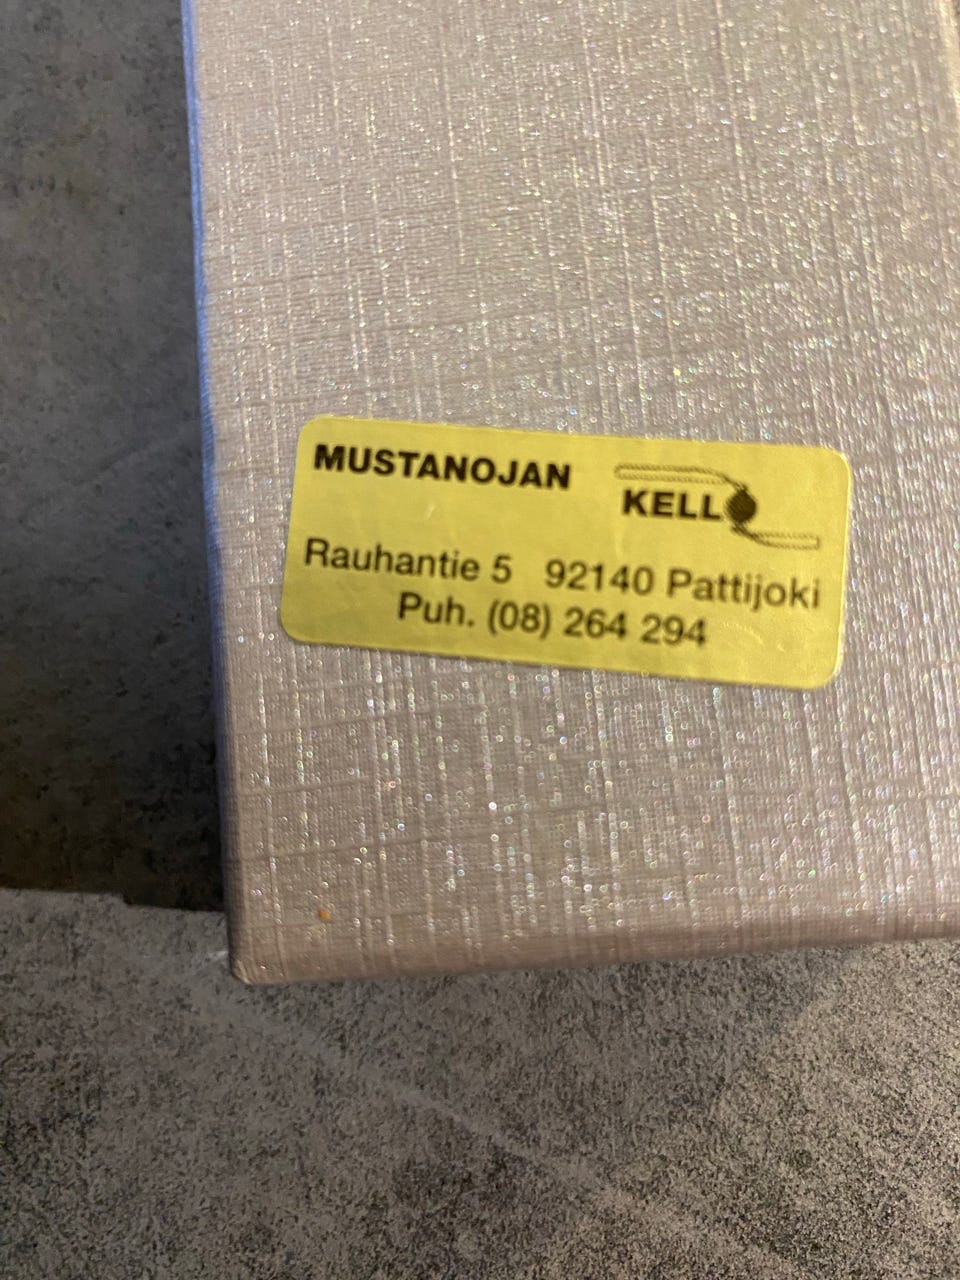 MUSTANOJAN
KELLO
Rauhantie 5 92140 Pattijoki
Puh. (08) 264 294